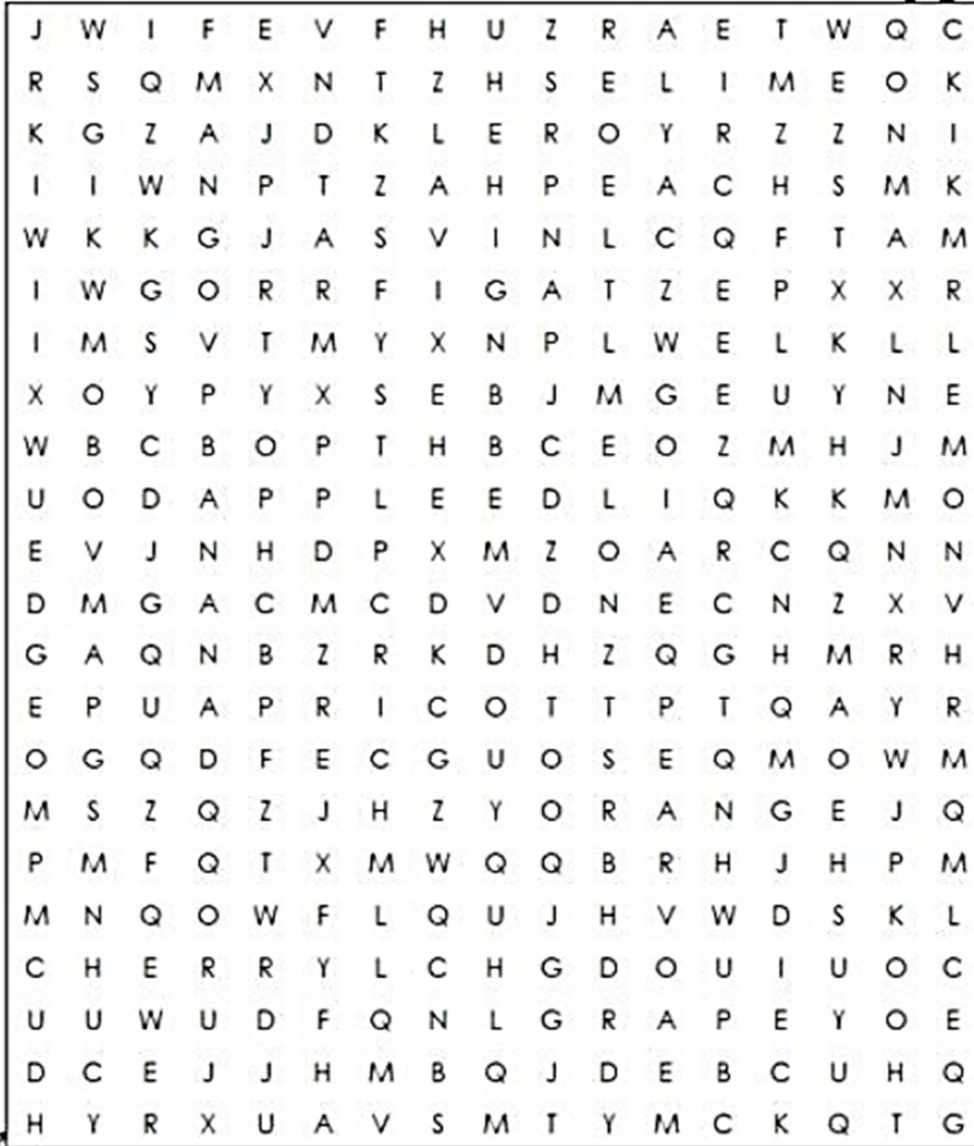 J W I F E V F H U Z R A E T W Q C
R S Q M X N T Z H S E L I M E O K
K G Z A J D K L E R O Y R Z Z N I
I I W N P T Z A H P E A C H S M K
W K K G J A S V I N L C Q F T A M
I W G O R R F I G A T Z E P X X R
I M S V T M Y X N P L W E L K L L
X O Y P Y X S E B J M G E U Y N E
W B C B O P T H B C E O Z M H J M
U O D A P P L E E D L I Q K K M O
E V J N H D P X M Z O A R C Q N N
D M G A C M C D V D N E C N Z X V
G A Q N B Z R K D H Z Q G H M R H
E P U A P R I C O T T P T Q A Y R
O G Q D F E C G U O S E Q M O W M
M S Z Q Z J H Z Y O R A N G E J Q
P M F Q T X M W Q Q B R H J H P M
M N Q O W F L Q U J H V W D S K L
C H E R R Y L C H G D O U I U O C
U U W U D F Q N L G R A P E Y O E
D C E J J H M B Q J D E B C U H Q
H Y R X U A V S M T Y M C K Q T G